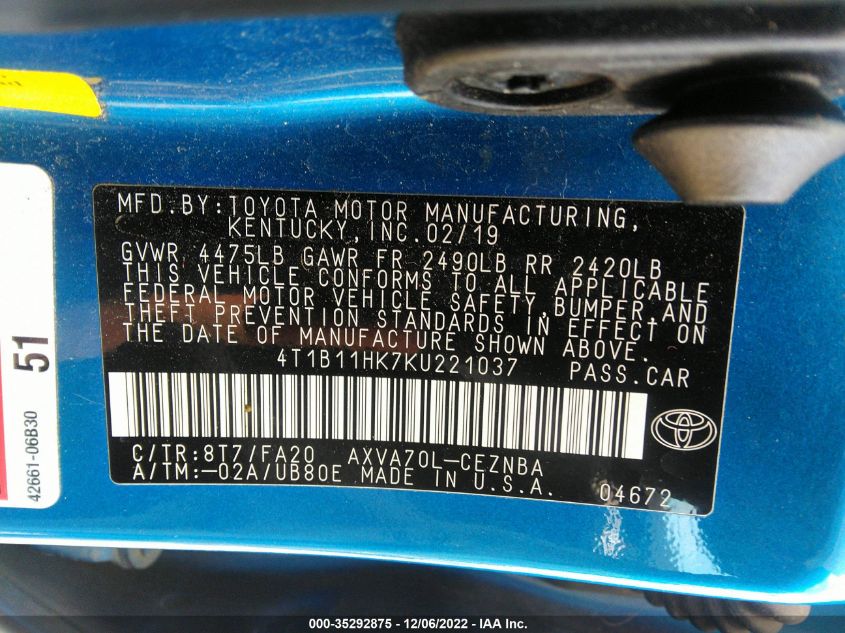 MFD.BY:TOYOTA MOTOR MANUFACTURING,
KENTUCKY,INC.02/19
GVWR 4475LB GAWR FR 2490LB RR 2420LB
THIS VEHICLE CONFORMS TO ALL APPLICABLE
FEDERAL MOTOR VEHICLE SAFETY,BUMPER,AND
THEFT PREVENTION STANDARDS IN EFFECT ON
THE DATE OF MANUFACTURE SHOWN ABOVE.
4T1B11HK7KU221037 PASS.CAR
C/TR:8T7/FA20 AXVA70L-CEZNBA
A/TM:-02A/UB80E MADE IN U.S.A. 04672
51
42661-06B30
000-35292875 - 12/06/2022 - IAA Inc.